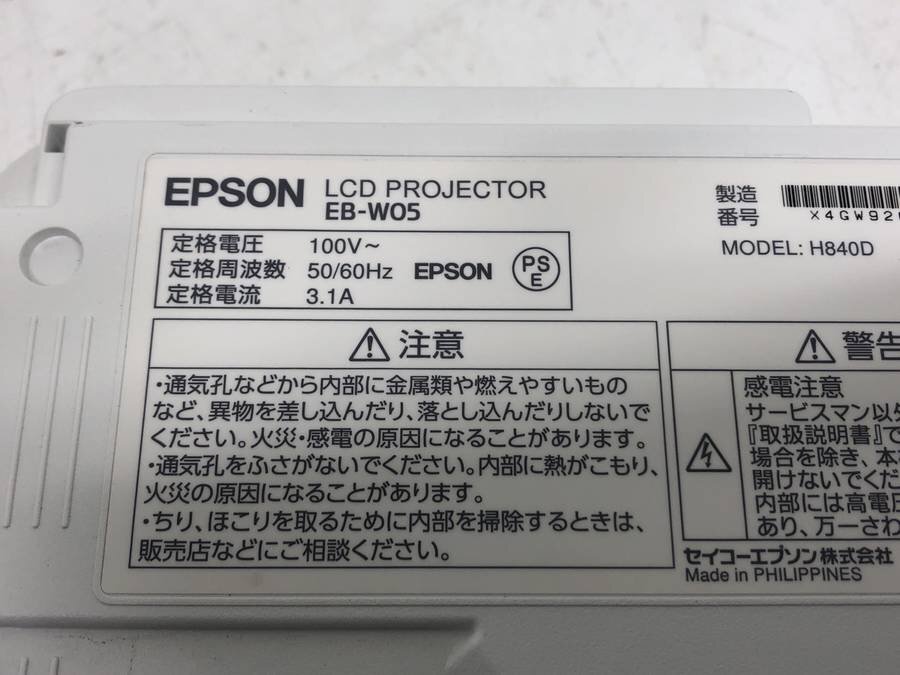 EPSON LCD PROJECTOR
EB-W05
製造
番号
X4GW92
MODEL: H840D
定格電圧 100V~
定格周波数 50/60Hz
定格電流 3.1A
EPSON
PS
E
注意
・通気孔などから内部に金属類や燃えやすいもの
など、異物を差し込んだり、落とし込んだりしないで
ください。火災・感電の原因になることがあります。
・通気孔をふさがないでください。内部に熱がこもり、
火災の原因になることがあります。
・ちり、ほこりを取るために内部を掃除するときは、
販売店などにご相談ください。
警告
感電注意
サービスマン以外
『取扱説明書』で
場合を除き、本
開けないでくだ
内部には高電圧
あり、万一さわ
セイコーエプソン株式会社
Made in PHILIPPINES